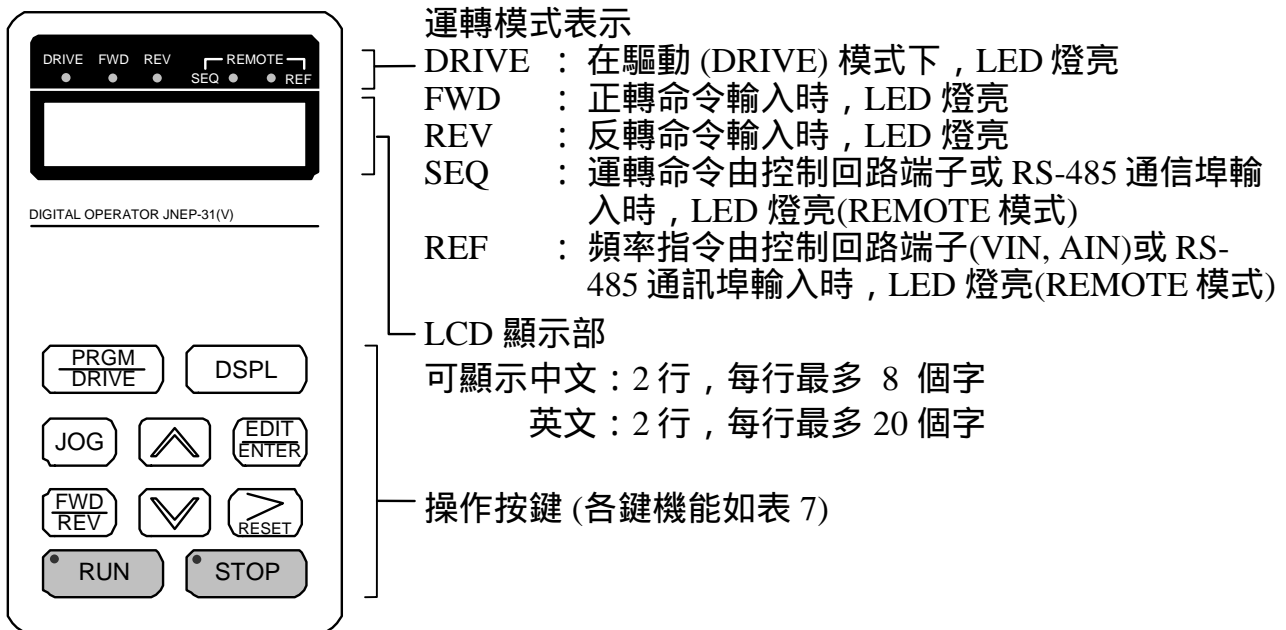 DRIVE FWD REV REMOTE
SEQ REF
DIGITAL OPERATOR JNEP-31(V)
PRGM
DRIVE
DSPL
JOG
EDIT
ENTER
FWD
REV
RESET
RUN
STOP
運轉模式表示
DRIVE : 在驅動 (DRIVE) 模式下，LED 燈亮
FWD : 正轉命令輸入時，LED 燈亮
REV : 反轉命令輸入時，LED 燈亮
SEQ : 運轉命令由控制回路端子或 RS-485 通信埠輸
入時，LED 燈亮(REMOTE 模式)
REF : 頻率指令由控制回路端子(VIN, AIN)或 RS-
485 通訊埠輸入時，LED 燈亮(REMOTE 模式)
LCD 顯示部
可顯示中文：2 行，每行最多 8 個字
英文：2 行，每行最多 20 個字
操作按鍵 (各鍵機能如表 7)